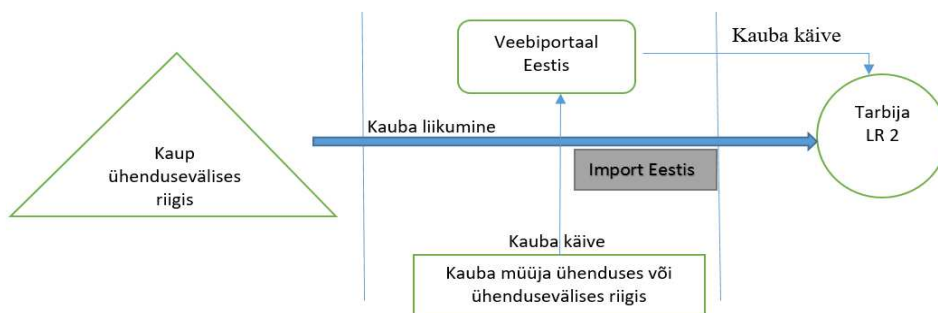 Veebiportaal
Eestis
Kauba käive
Kaup
ühendusevälises
riigis
Kauba liikumine
Tarbija
LR 2
Import Eestis
Kauba käive
Kauba müüja ühenduses või
ühendusevälises riigis